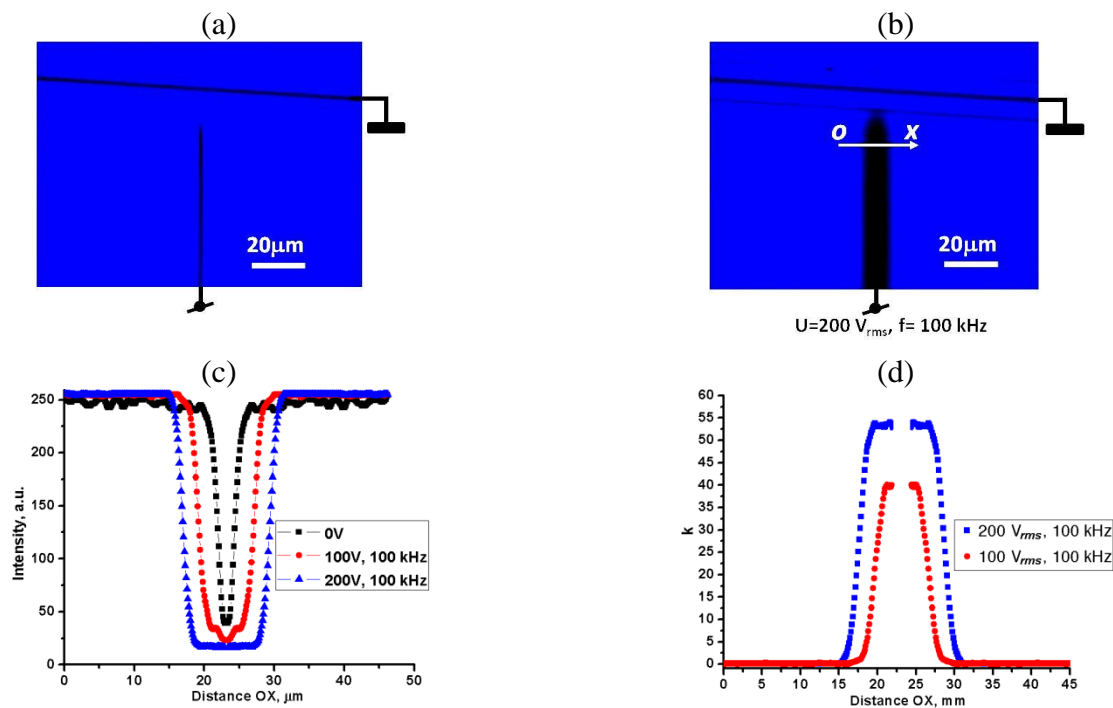 (a)
(b)
O X
20μm
20μm
U=200 Vrms, f= 100 kHz
(c)
(d)
Intensity, a.u.
250
200
150
100
50
0
0V
100V, 100 kHz
200V, 100 kHz
0 10 20 30 40 50
Distance OX, μm
k
60
55
50
45
40
35
30
25
20
15
10
5
0
200 Vrms, 100 kHz
100 Vrms, 100 kHz
0 5 10 15 20 25 30 35 40 45
Distance OX, mm